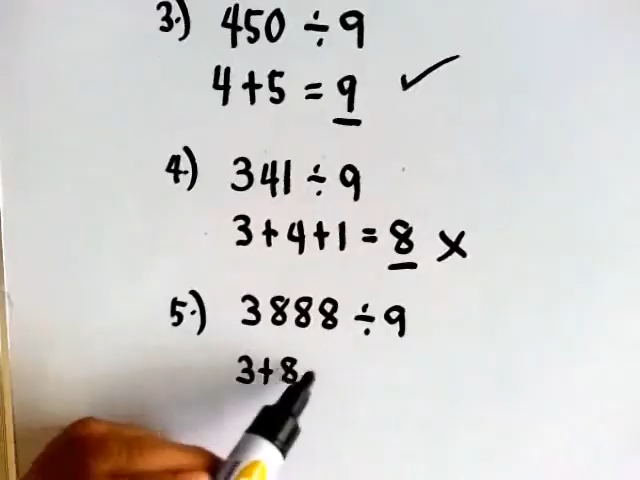 3.) 450 ÷ 9
4+5 = 9 ✓
4.) 341 ÷ 9
3+4+1 = 8 X
5.) 3888 ÷ 9
3+8